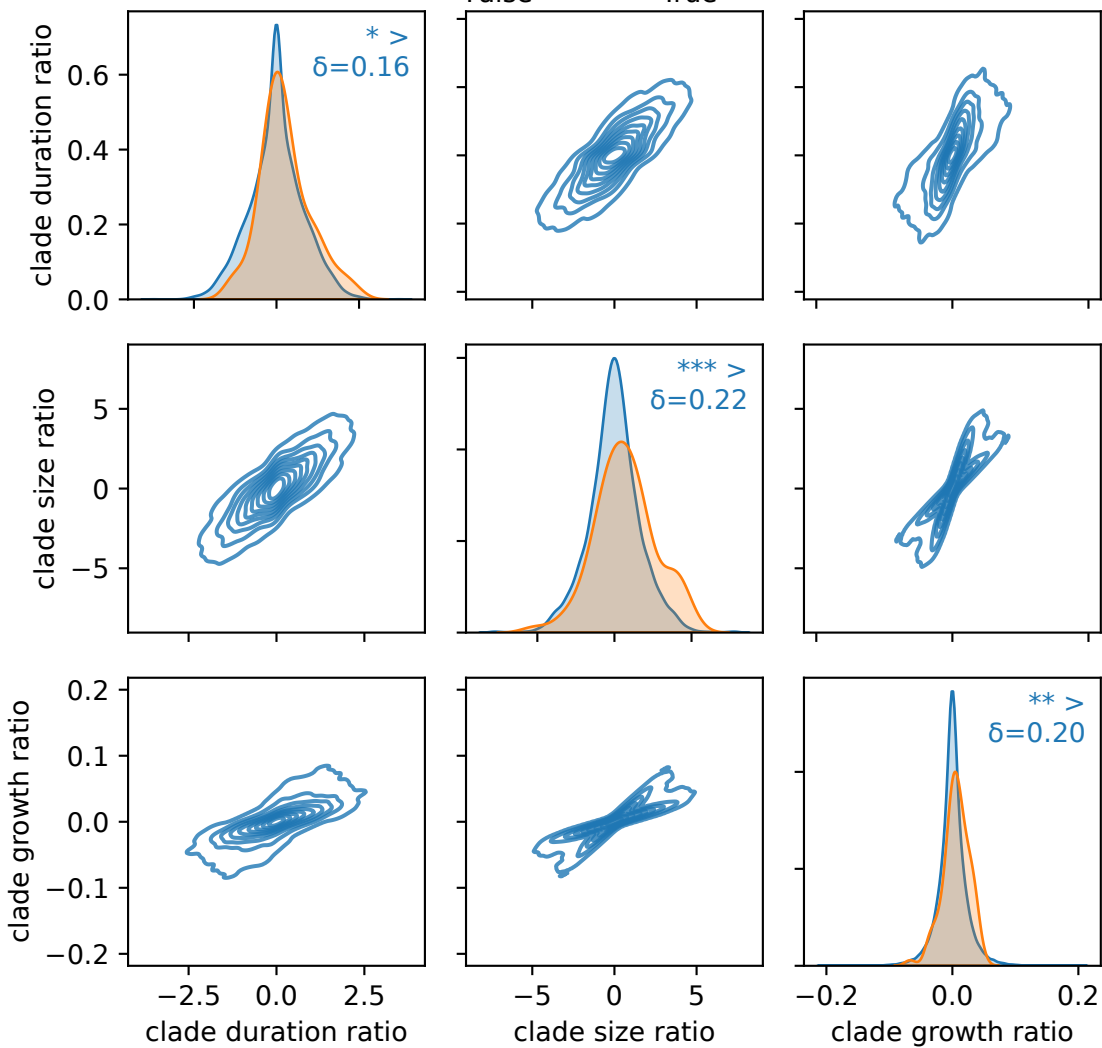 clade duration ratio
0.6
0.4
0.2
0.0
* >
δ=0.16
clade size ratio
5
0
−5
*** >
δ=0.22
clade growth ratio
0.2
0.1
0.0
−0.1
−0.2
** >
δ=0.20
−2.5 0.0 2.5
−5 0 5
−0.2 0.0 0.2
clade duration ratio
clade size ratio
clade growth ratio